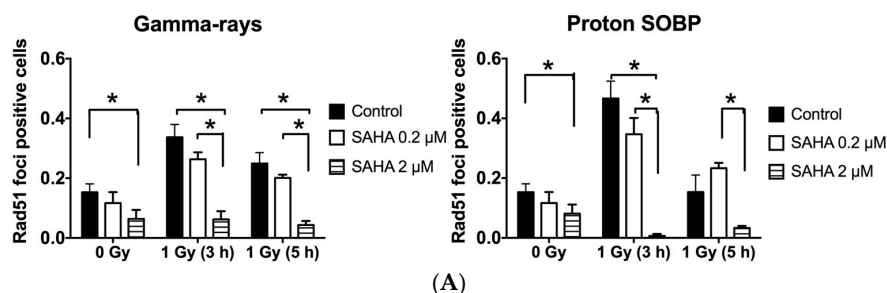 Gamma-rays
Rad51 foci positive cells
0.6
0.4
0.2
0.0
*
*
*
*
*
0 Gy
1 Gy (3 h)
1 Gy (5 h)
Control
SAHA 0.2 µM
SAHA 2 µM
Proton SOBP
Rad51 foci positive cells
0.6
0.4
0.2
0.0
*
*
*
*
0 Gy
1 Gy (3 h)
1 Gy (5 h)
Control
SAHA 0.2 µM
SAHA 2 µM
(A)